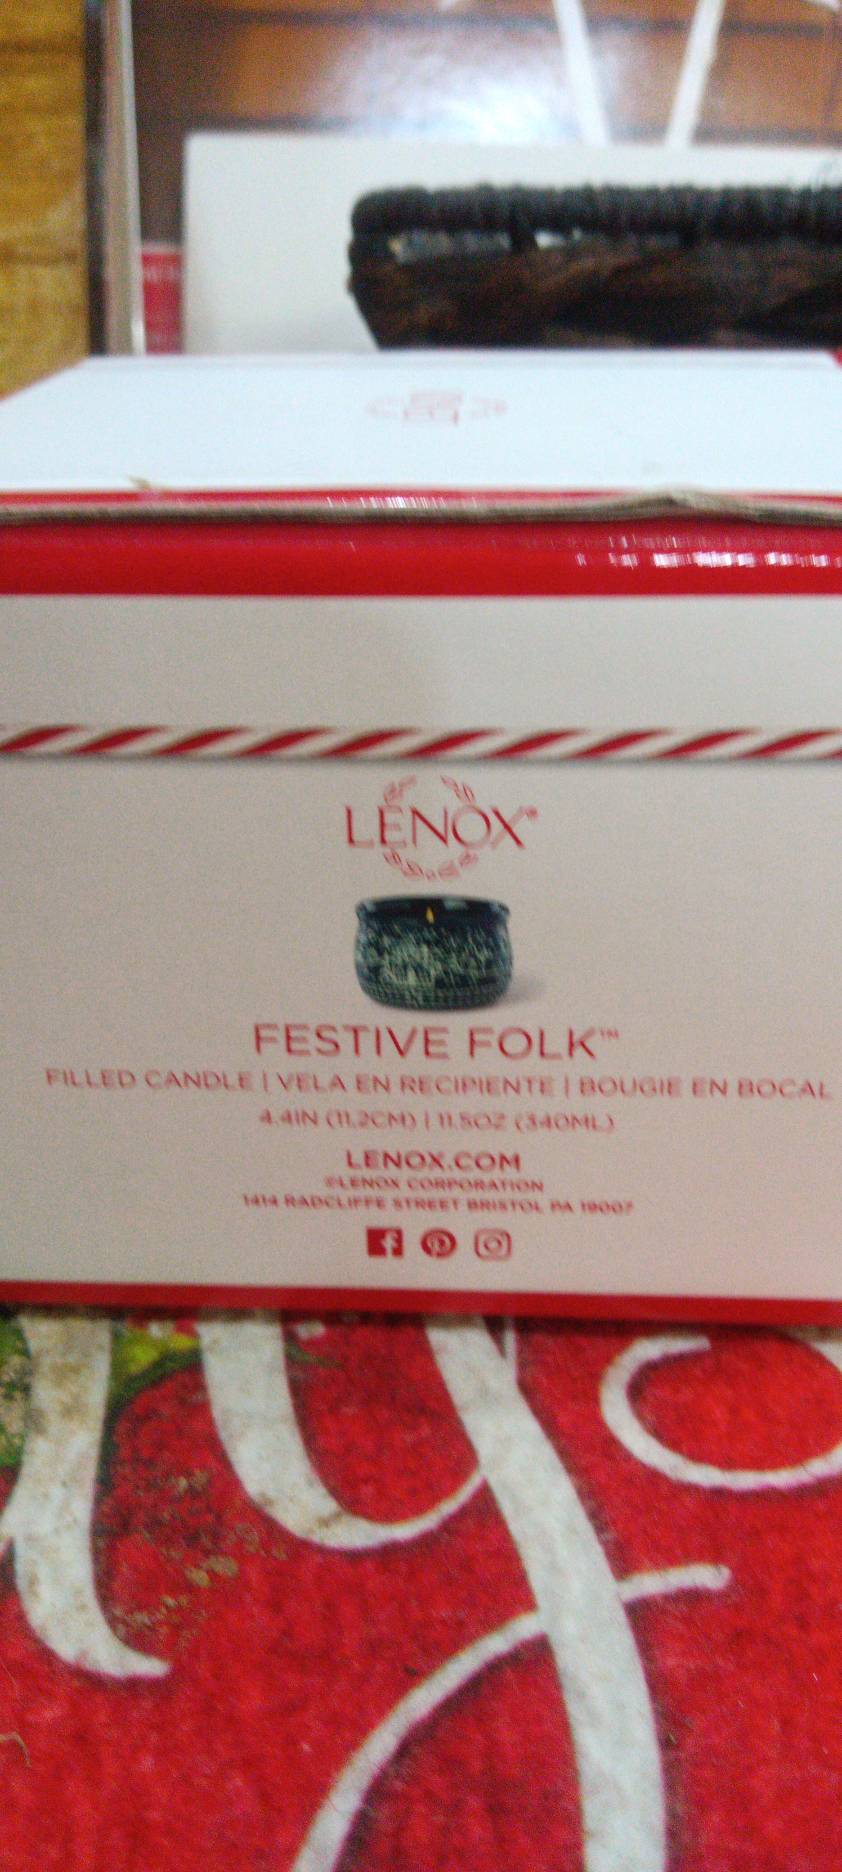 LENOX®
FESTIVE FOLK™
FILLED CANDLE | VELA EN RECIPIENTE | BOUGIE EN BOCAL
4.4IN (11.2CM) | 11.5OZ (340ML)
LENOX.COM
©LENOX CORPORATION
1414 RADCLIFFE STREET BRISTOL PA 19007